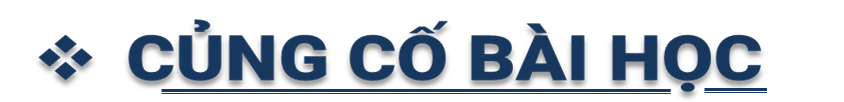 ❖ CỦNG CỐ BÀI HỌC